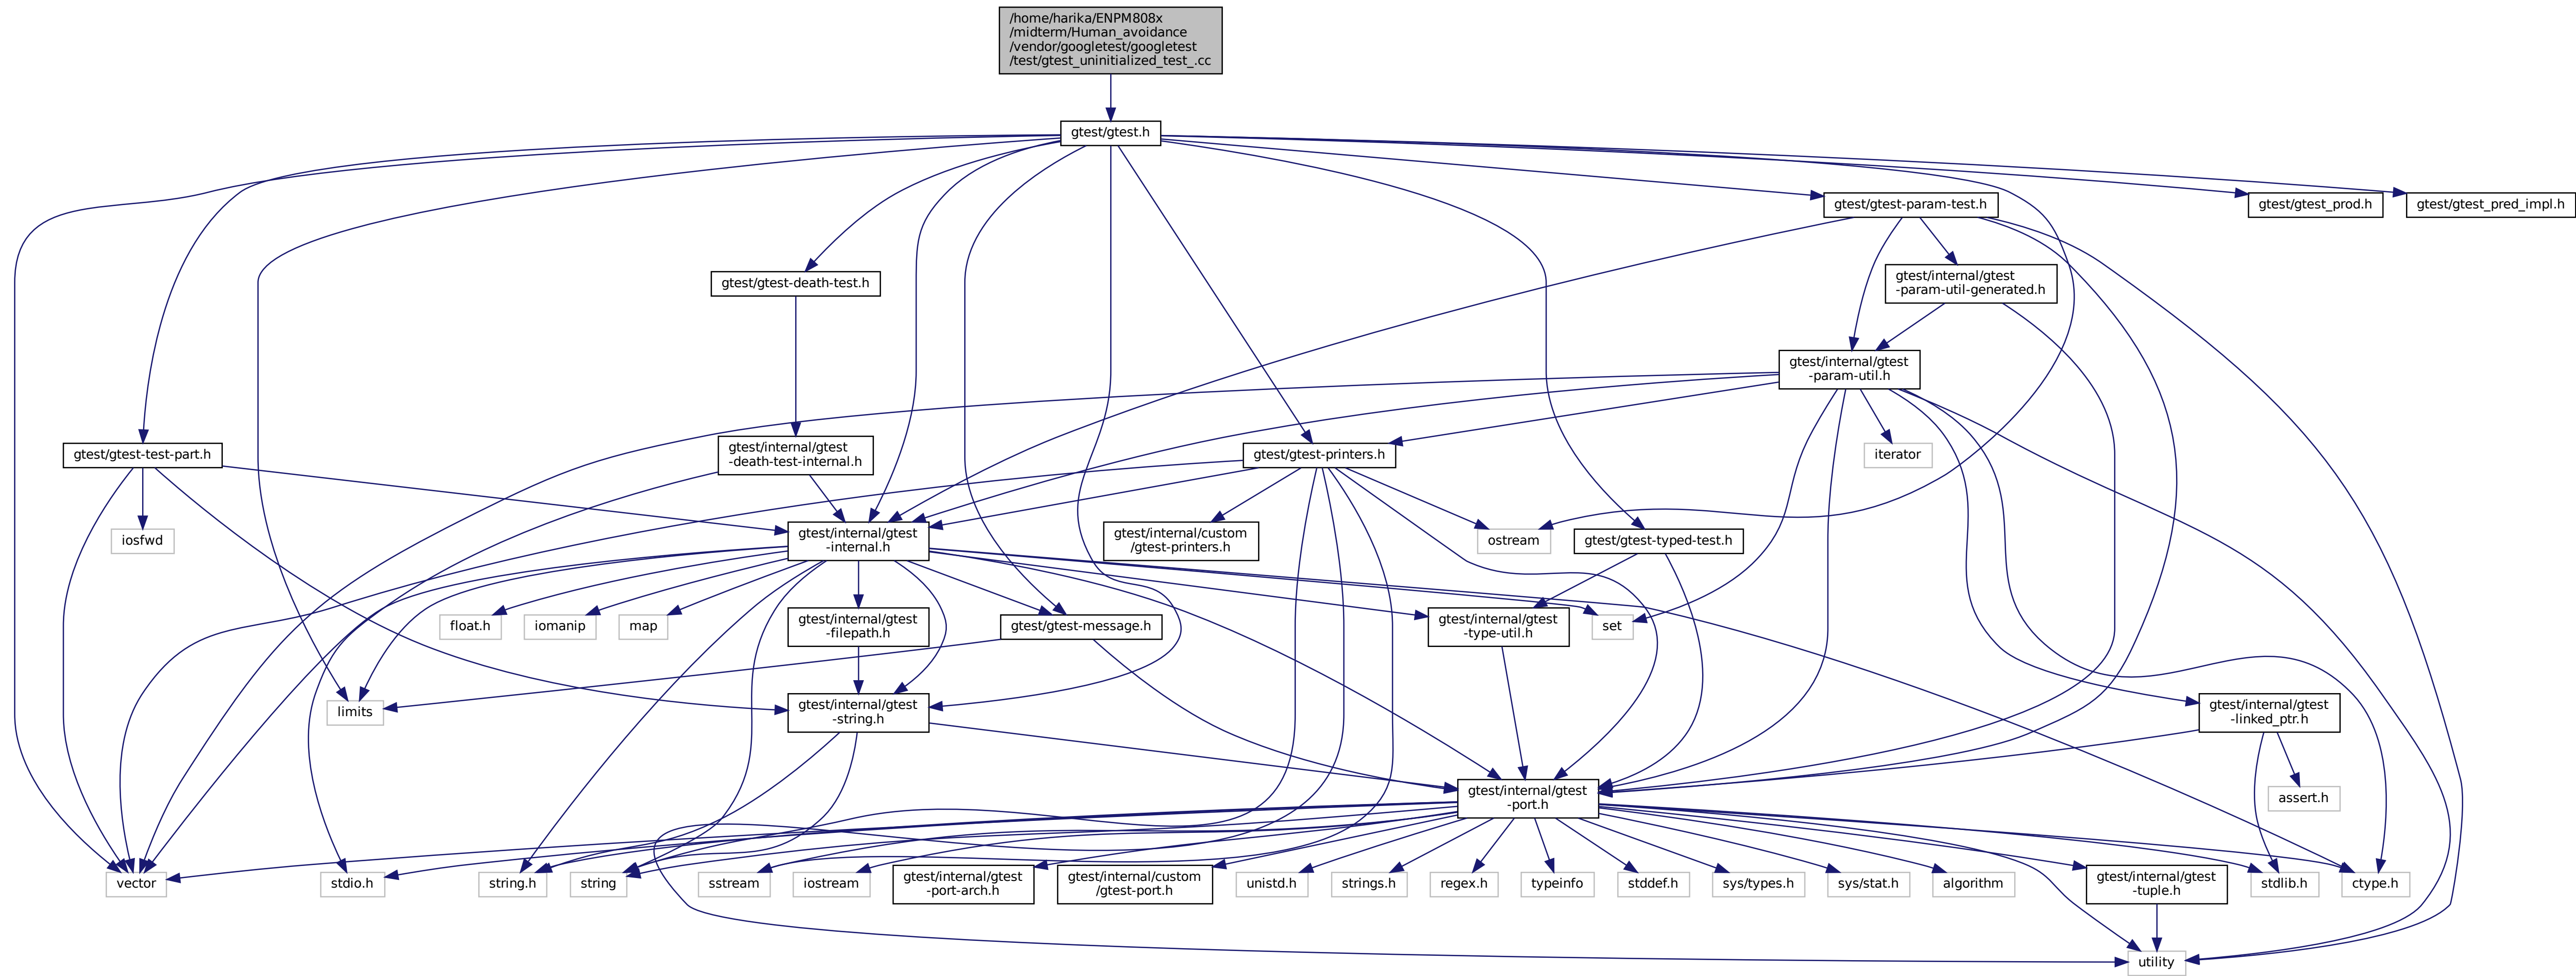 /home/harika/ENPM808x
/midterm/Human_avoidance
/vendor/googletest/googletest
/test/gtest_uninitialized_test_.cc
gtest/gtest.h
gtest/gtest-param-test.h
gtest/gtest_prod.h
gtest/gtest_pred_impl.h
gtest/gtest-death-test.h
gtest/internal/gtest
-param-util-generated.h
gtest/internal/gtest
-param-util.h
gtest/gtest-test-part.h
gtest/internal/gtest
-death-test-internal.h
gtest/gtest-printers.h
iterator
iosfwd
gtest/internal/gtest
-internal.h
gtest/internal/custom
/gtest-printers.h
ostream
gtest/gtest-typed-test.h
float.h
iomanip
map
gtest/internal/gtest
-filepath.h
gtest/gtest-message.h
gtest/internal/gtest
-type-util.h
set
limits
gtest/internal/gtest
-string.h
gtest/internal/gtest
-linked_ptr.h
gtest/internal/gtest
-port.h
assert.h
vector
stdio.h
string.h
string
sstream
iostream
gtest/internal/gtest
-port-arch.h
gtest/internal/custom
/gtest-port.h
unistd.h
strings.h
regex.h
typeinfo
stddef.h
sys/types.h
sys/stat.h
algorithm
gtest/internal/gtest
-tuple.h
stdlib.h
ctype.h
utility